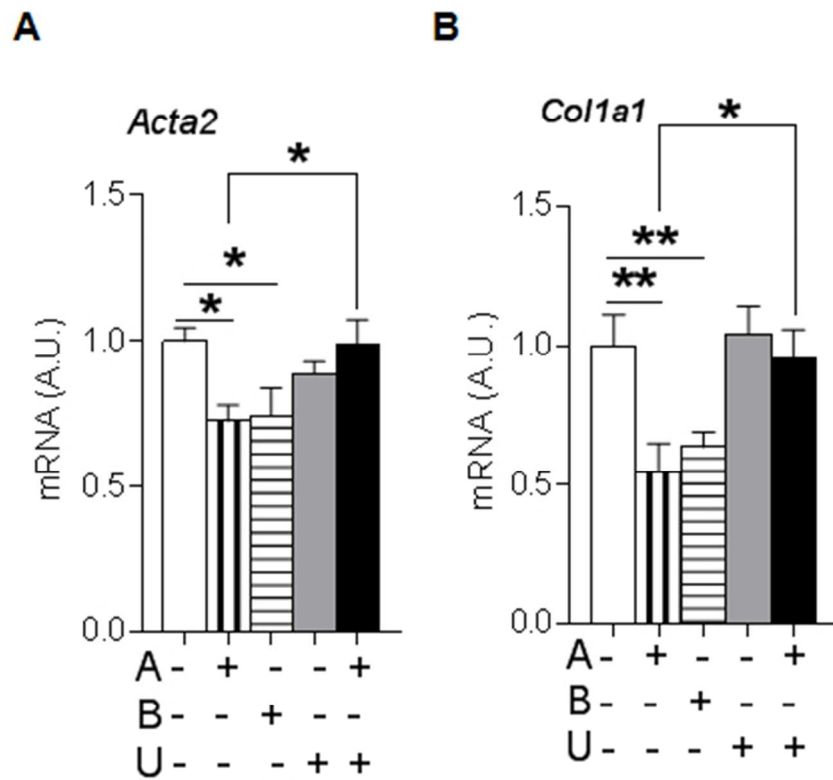 A
Acta2
*
*
*
1.5
1.0
0.5
0.0
mRNA (A.U.)
A - + - - +
B - - + - -
U - - - + +
B
Col1a1
*
**
**
1.5
1.0
0.5
0.0
mRNA (A.U.)
A - + - - +
B - - + - -
U - - - + +